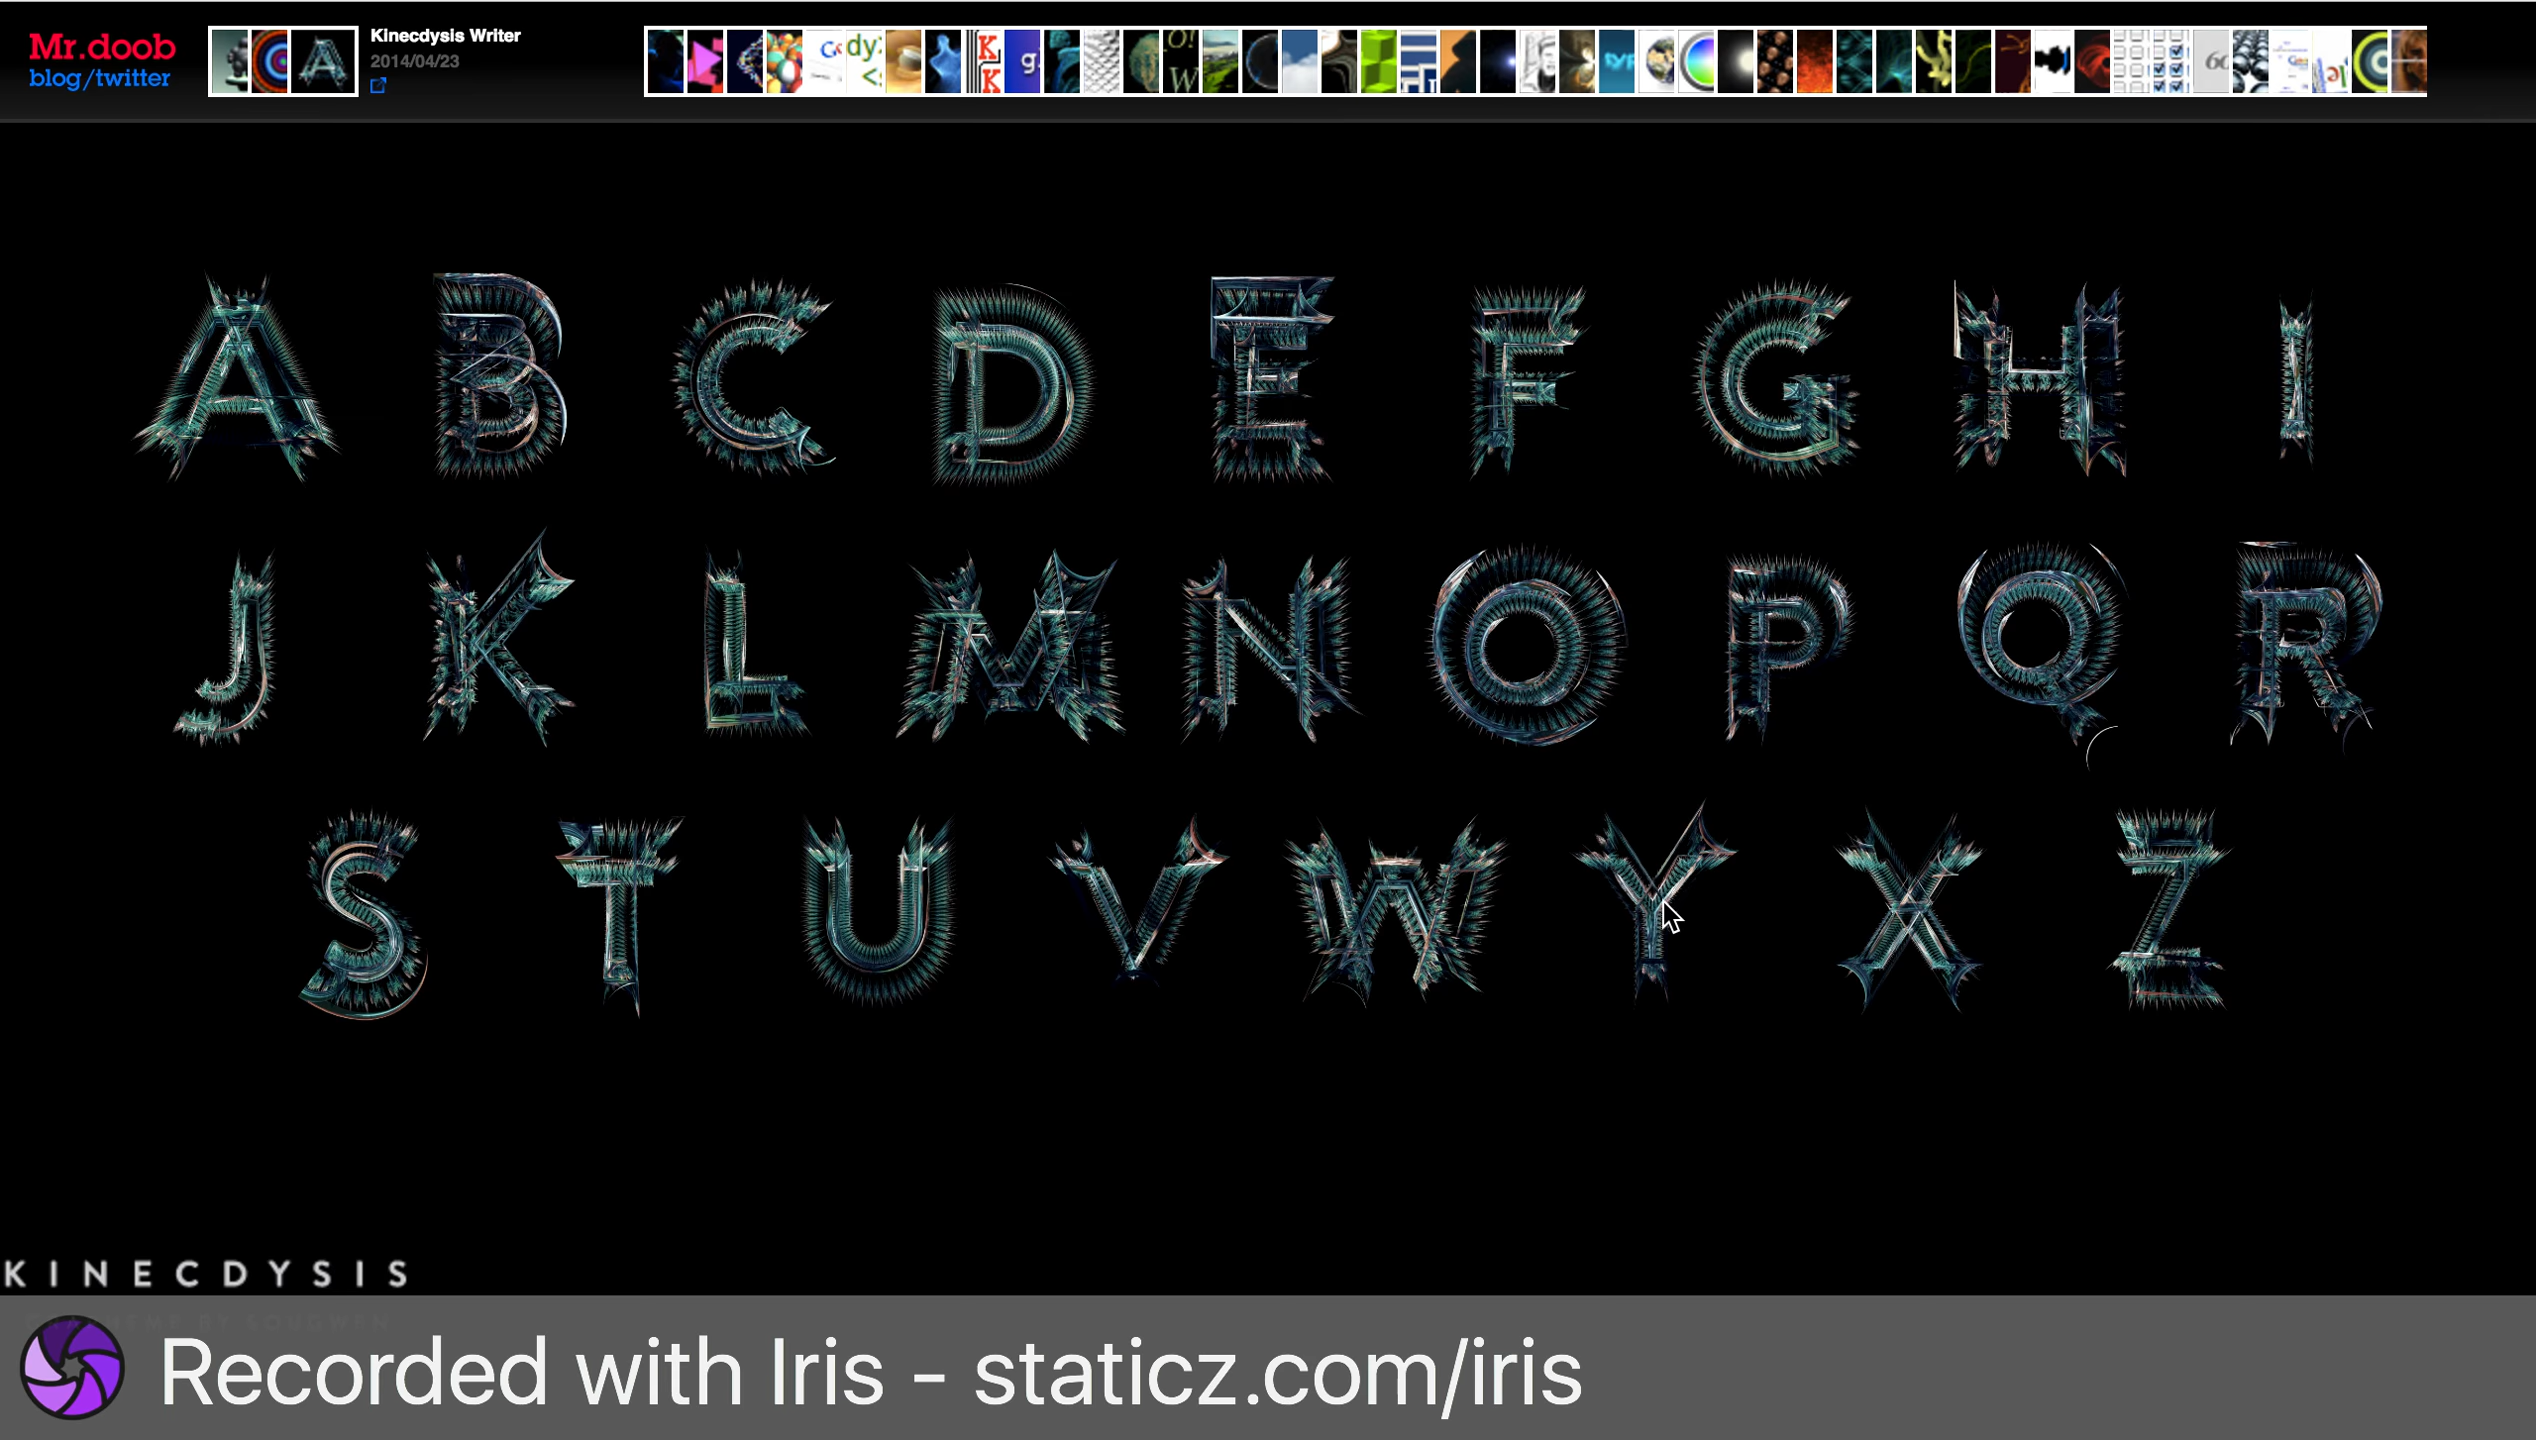 Mr.doob
blog/twitter
Kinecdysis Writer
2014/04/23
A B C D E F G H I
J K L M N O P Q R
S T U V W Y X Z
KINECDYSIS
Recorded with Iris - staticz.com/iris